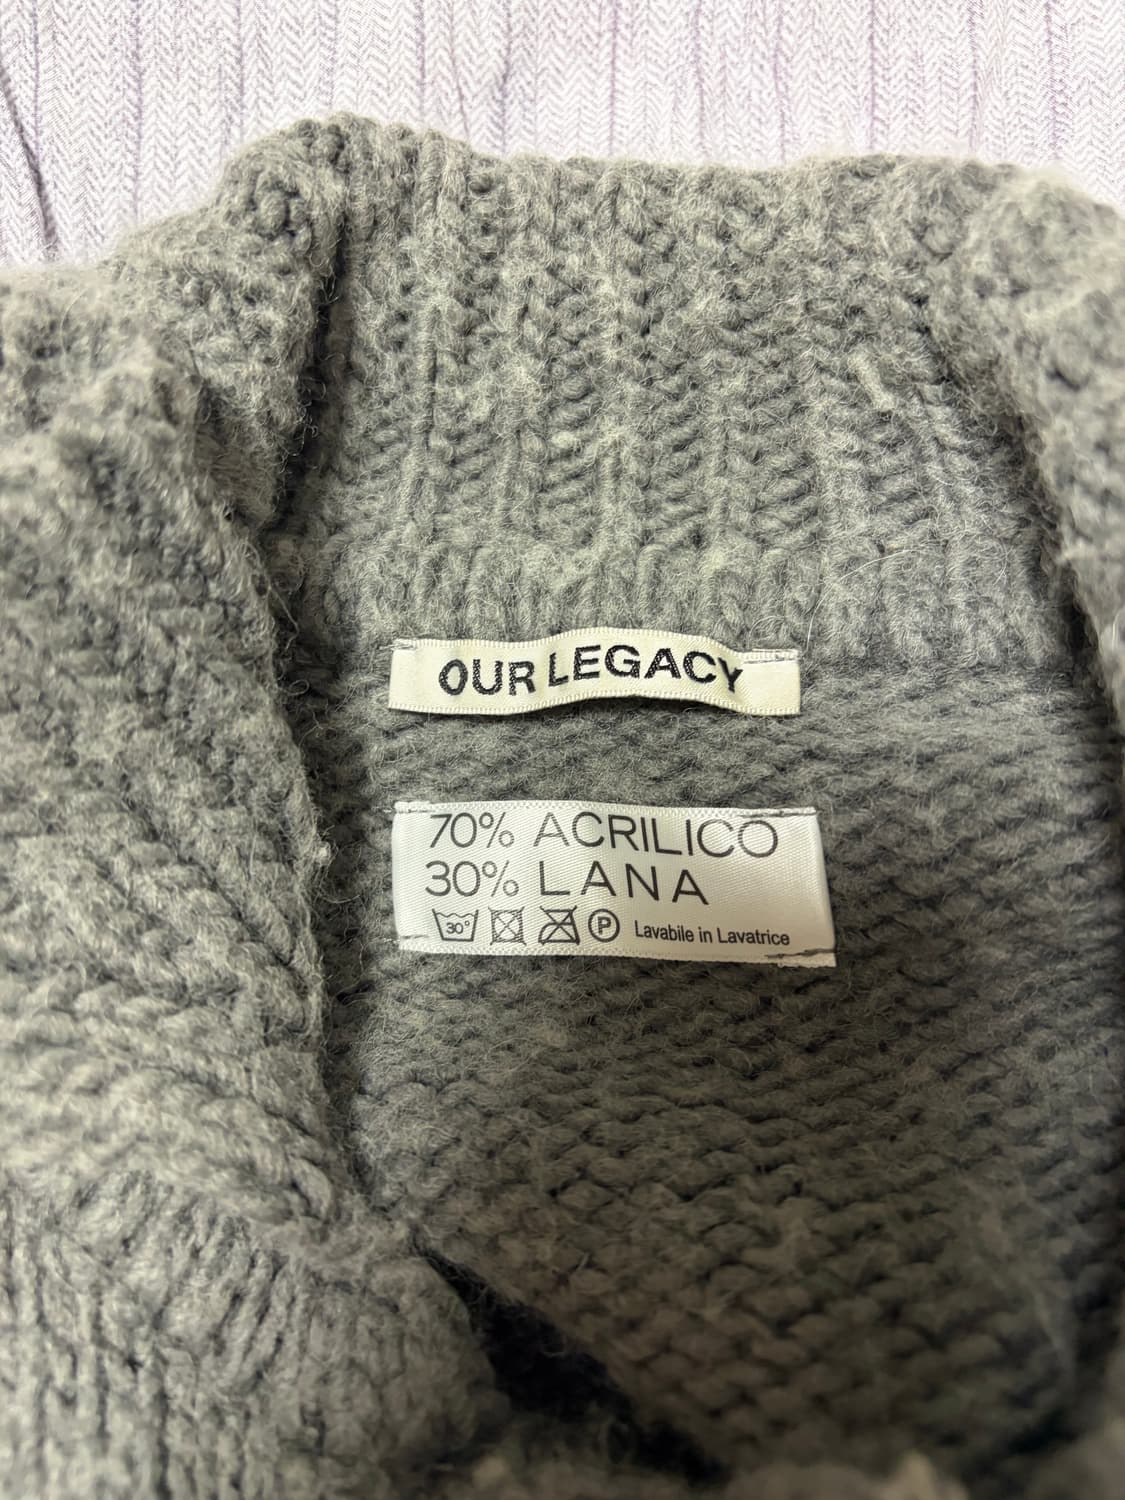 OUR LEGACY
70% ACRILICO
30% LANA
30° P Lavabile in Lavatrice